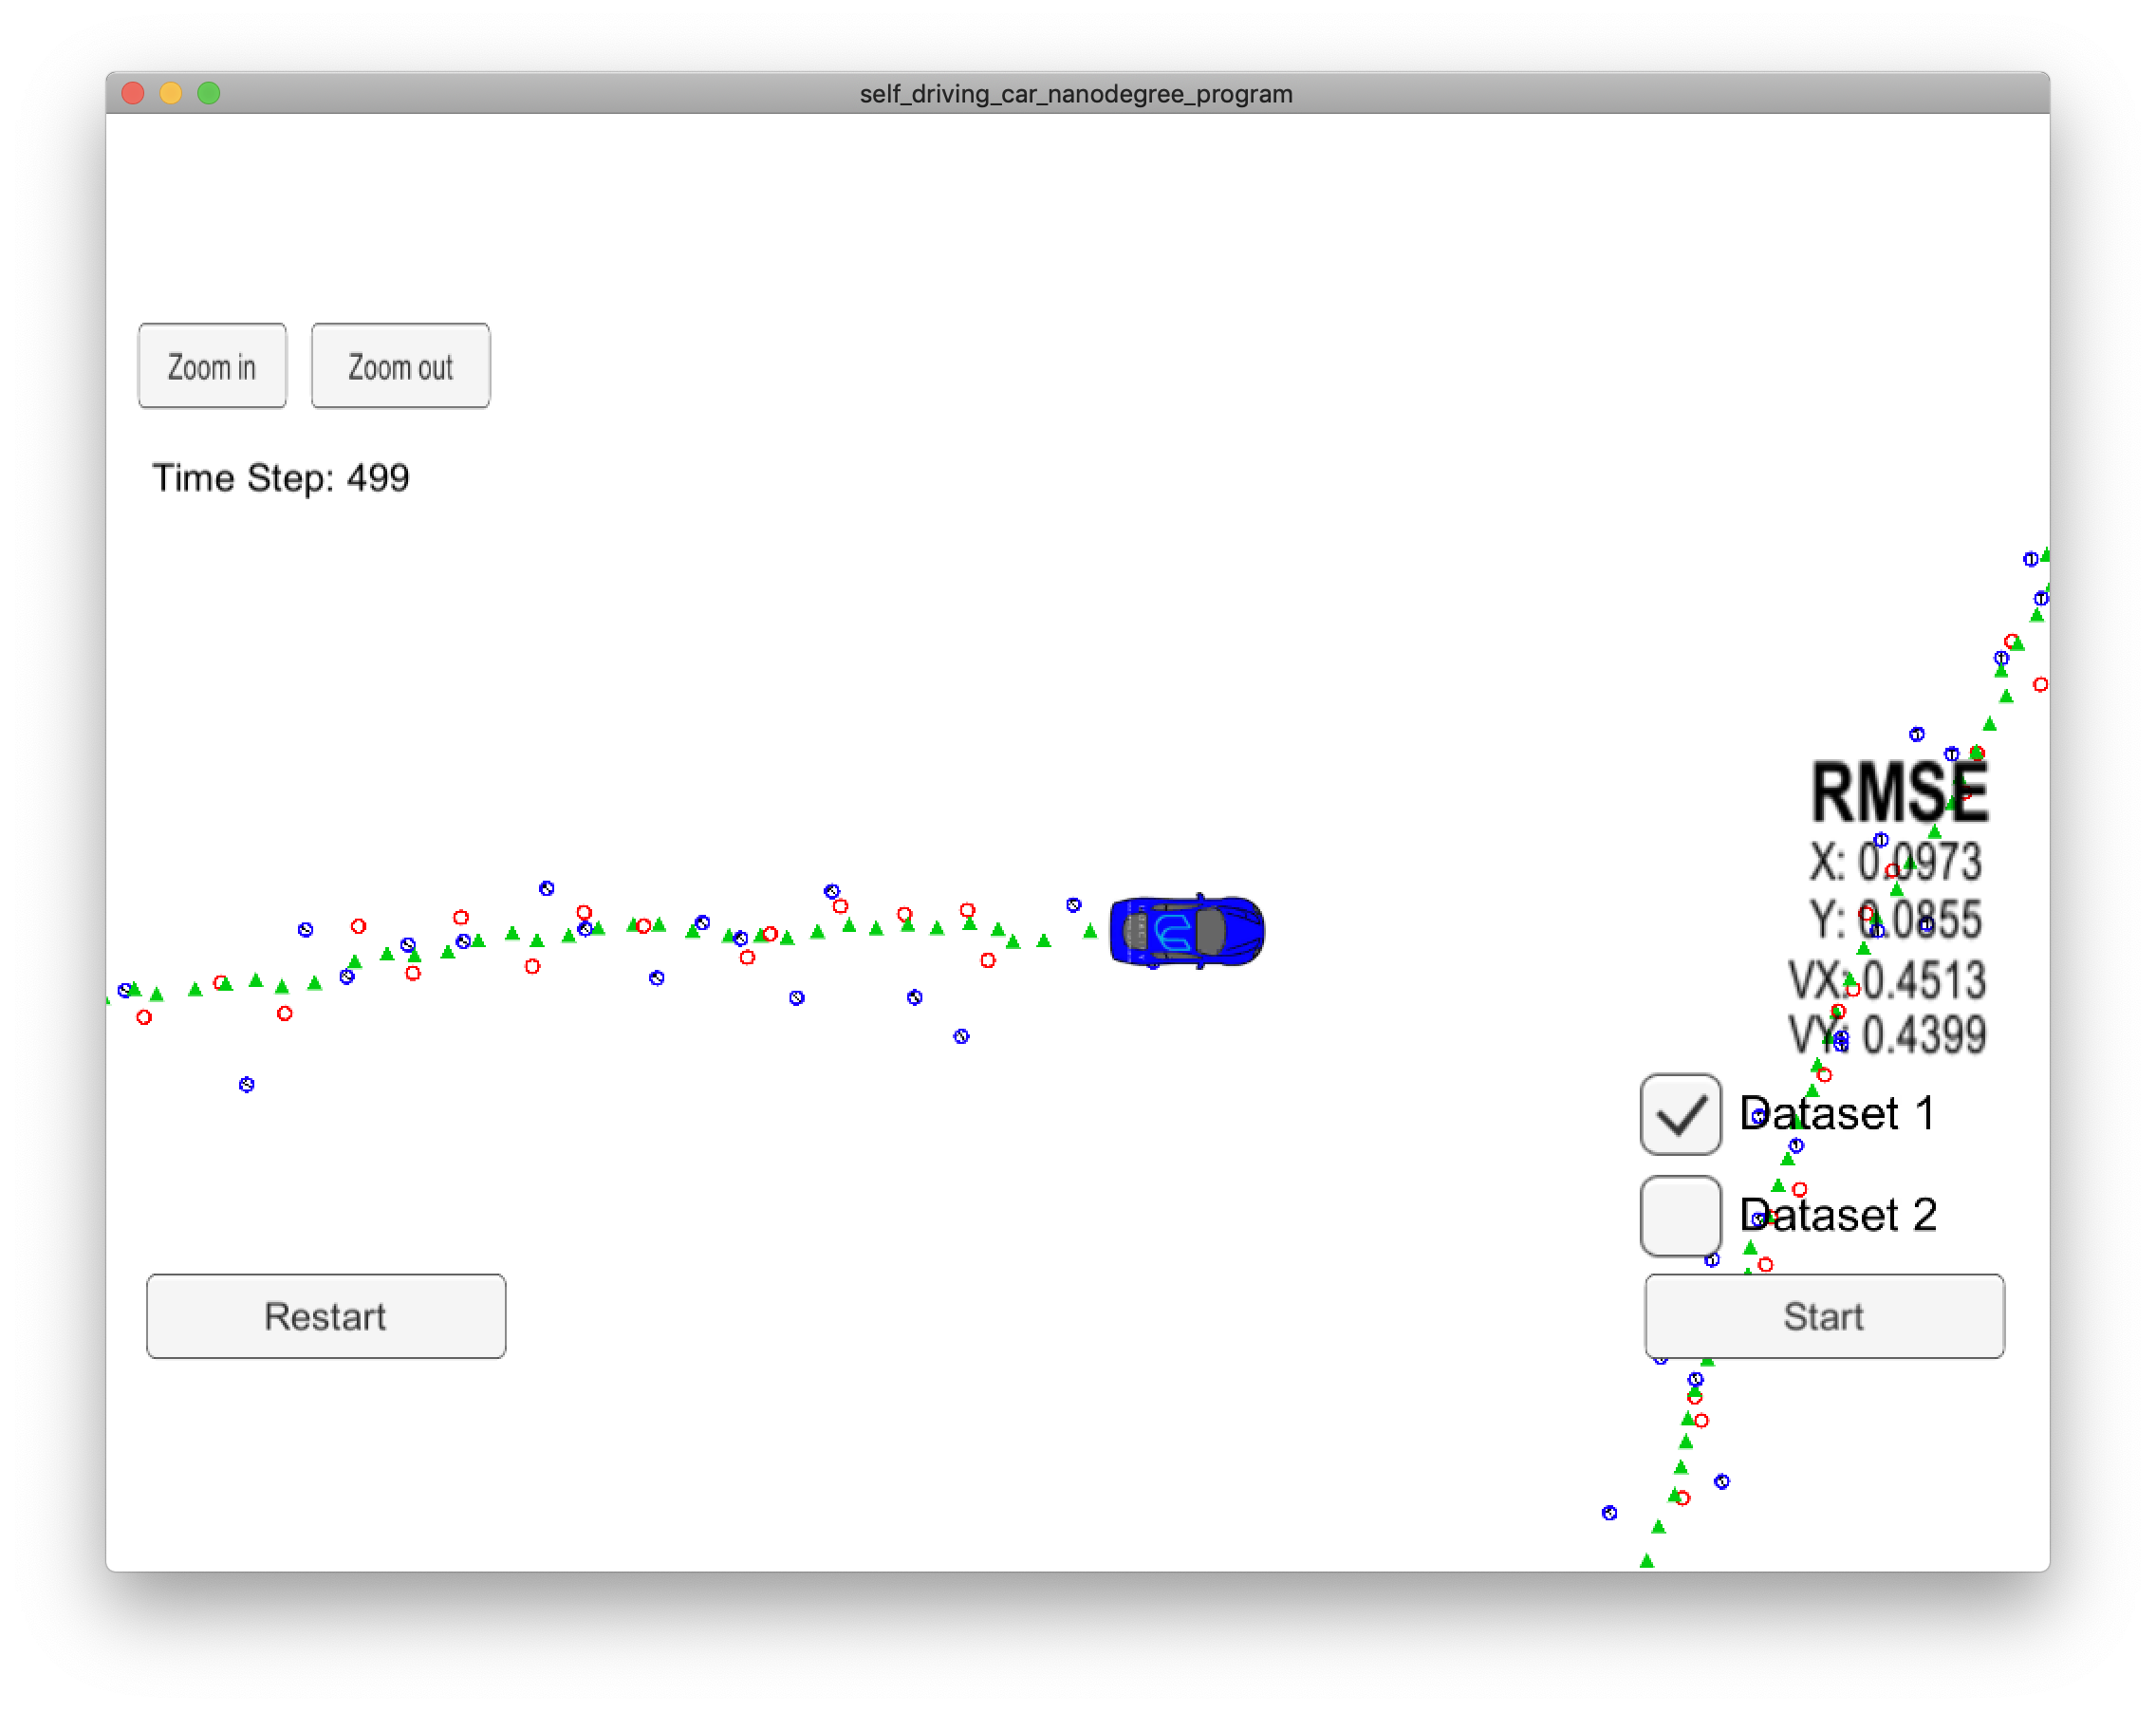 self_driving_car_nanodegree_program
Zoom in
Zoom out
Time Step: 499
RMSE
X: 0.0973
Y: 0.0855
VX: 0.4513
VY: 0.4399
Dataset 1
Dataset 2
Restart
Start